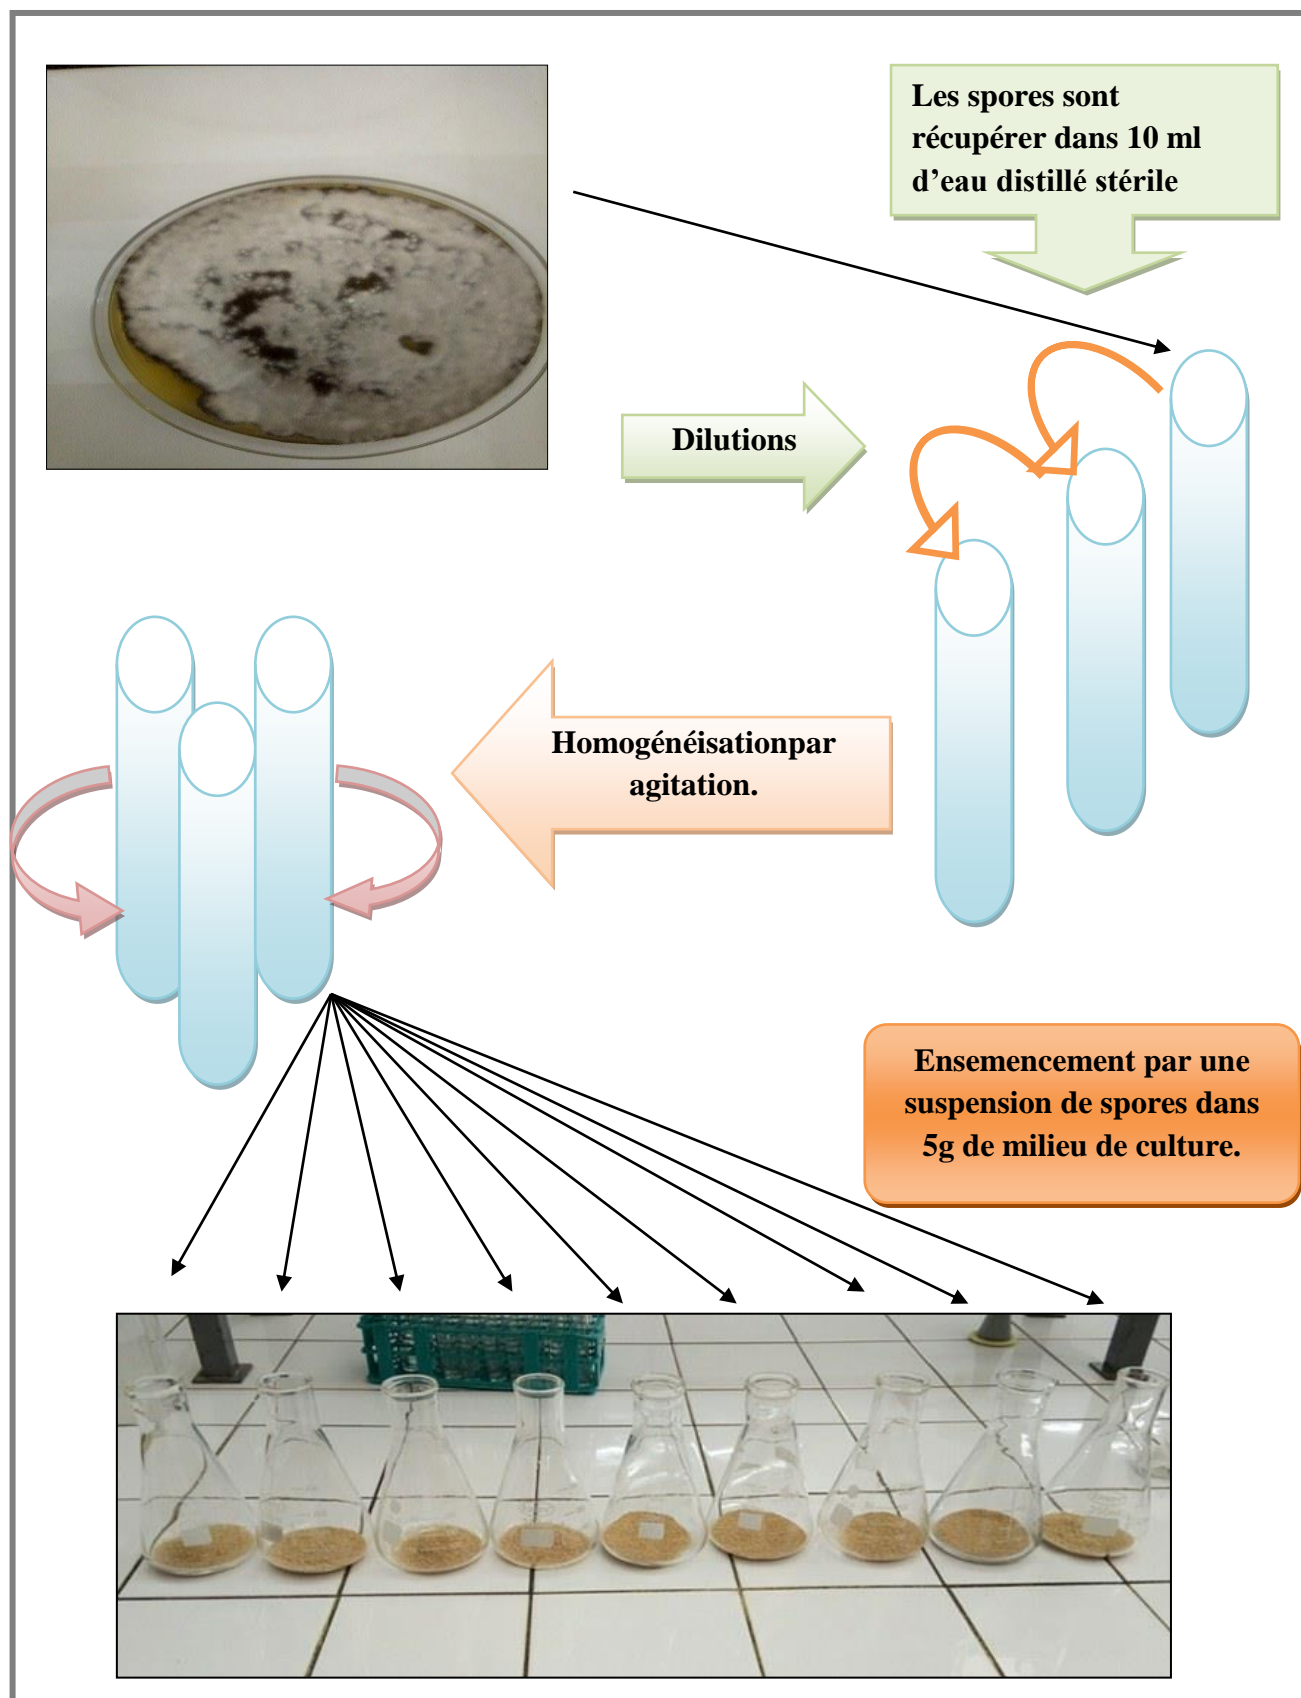 Les spores sont
récupérer dans 10 ml
d’eau distillé stérile
Dilutions
Homogénéisationpar
agitation.
Ensemencement par une
suspension de spores dans
5g de milieu de culture.